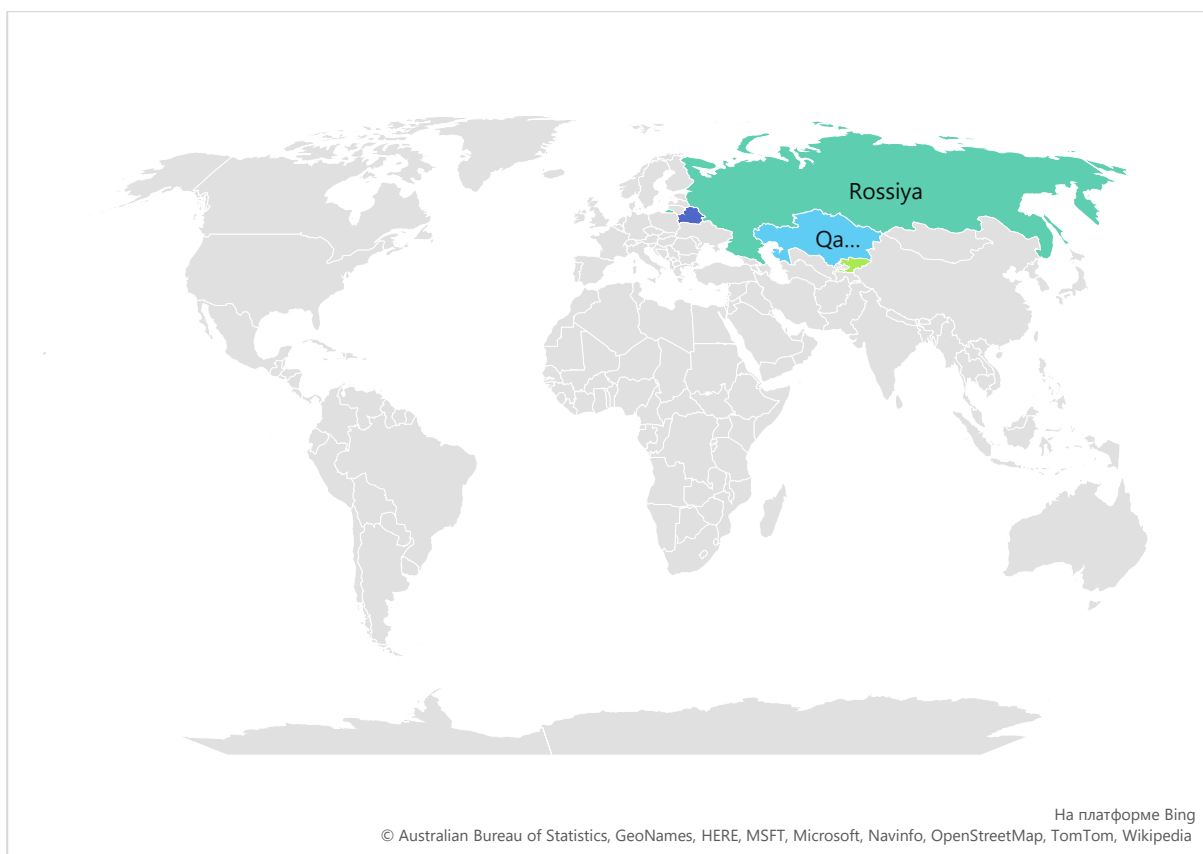 Rossiya
Qa...
На платформе Bing
© Australian Bureau of Statistics, GeoNames, HERE, MSFT, Microsoft, Navinfo, OpenStreetMap, TomTom, Wikipedia